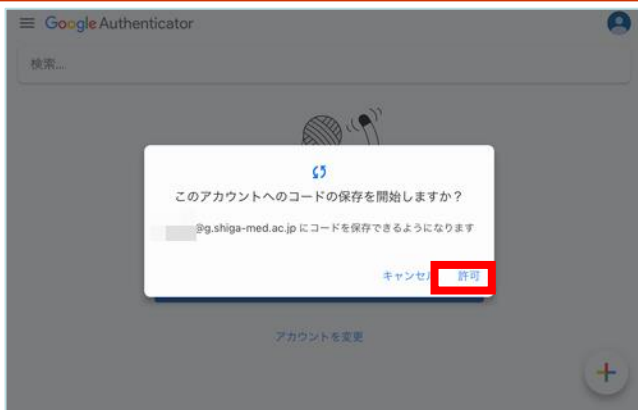 Google Authenticator
検索...
このアカウントへのコードの保存を開始しますか？
@g.shiga-med.ac.jp にコードを保存できるようになります
キャンセル 許可
アカウントを変更